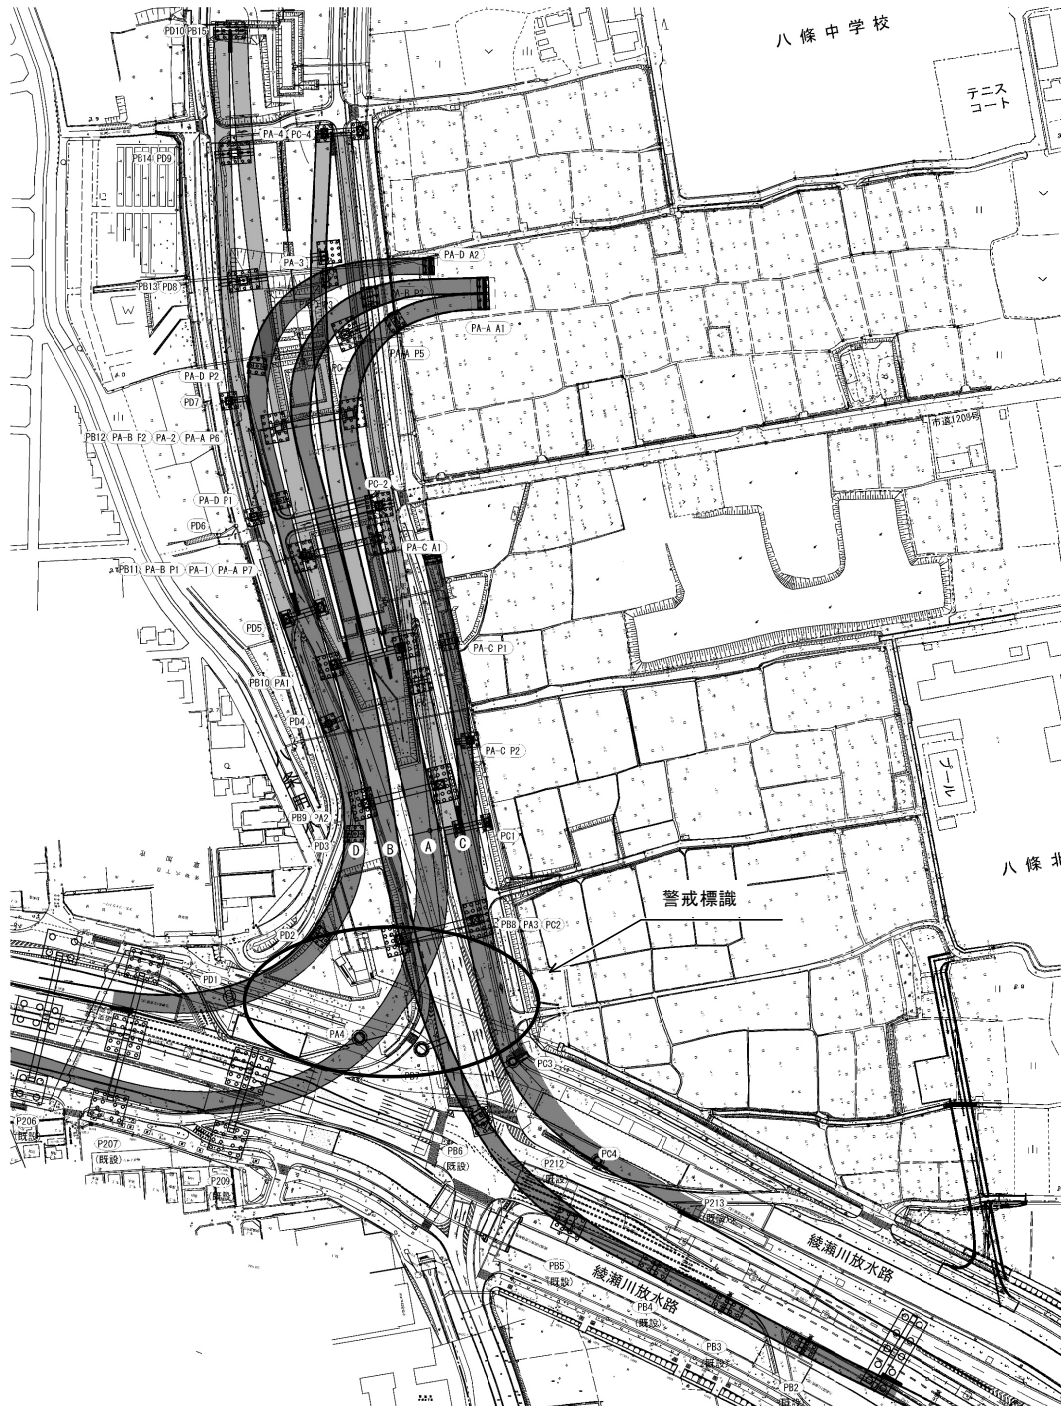 八條中学校
テニス
コート
PD10 PB15
PA-4 PC-4
PB14 PD9
PA-D A2
PA-3
PB13 PD8
PA-B P3
PA-A A1
PA-A P5
PA-D P2
PD7
市道1208号
PB12 PA-B P2 PA-2 PA-A P6
PC-2
PA-D P1
PD6
PA-C A1
PB11 PA-B P1 PA-1 PA-A P7
PD5
PA-C P1
PB10 PA1
PD4
PA-C P2
プール
PB9 PA2
PD3
PC1
D
B
A
C
八條北
警戒標識
PB8 PA3 PC2
PD2
PD1
PA4
PB7
PC3
P206
(既設)
P207
(既設)
P209
(既設)
PB6
(既設)
P212
(既設)
PC4
P213
(既設)
綾瀬川放水路
PB5
(既設)
綾瀬川放水路
PB4
(既設)
PB3
(既設)
PB2
(既設)